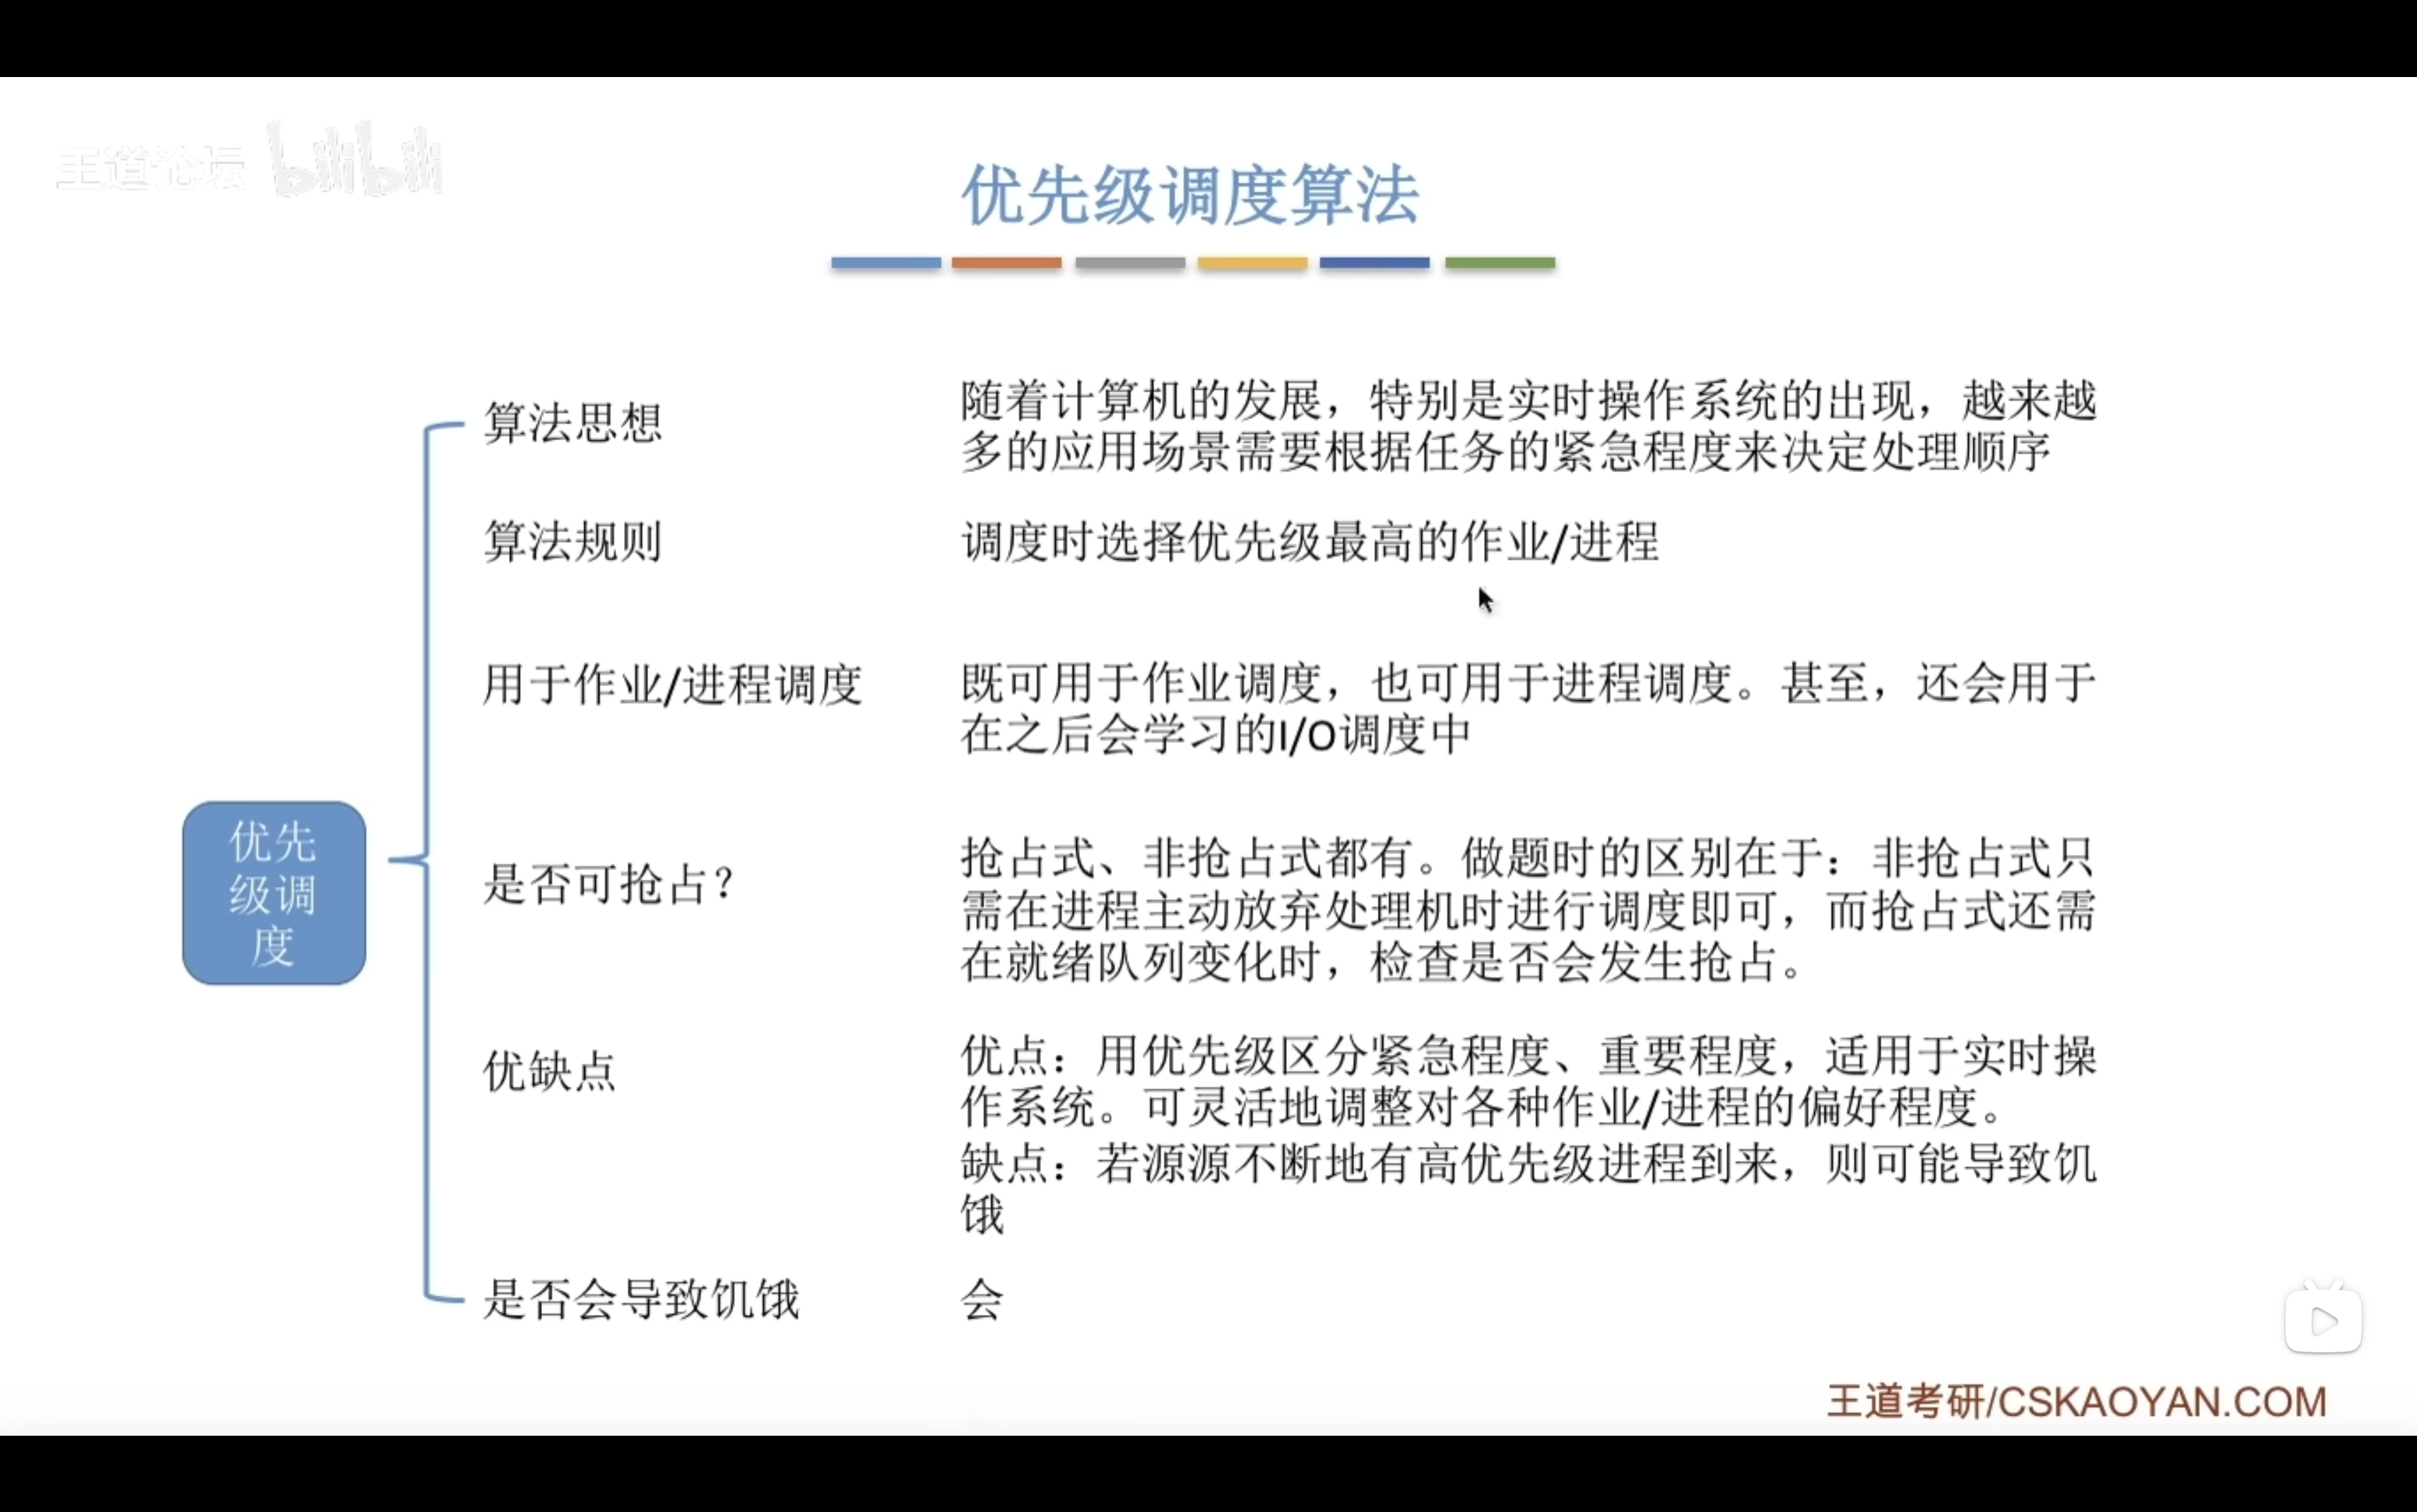 王道论坛 bilibili
优先级调度算法
算法思想
随着计算机的发展，特别是实时操作系统的出现，越来越
多的应用场景需要根据任务的紧急程度来决定处理顺序
算法规则
调度时选择优先级最高的作业/进程
用于作业/进程调度
既可用于作业调度，也可用于进程调度。甚至，还会用于
在之后会学习的I/O调度中
优先
级调
度
是否可抢占？
抢占式、非抢占式都有。做题时的区别在于：非抢占式只
需在进程主动放弃处理机时进行调度即可，而抢占式还需
在就绪队列变化时，检查是否会发生抢占。
优缺点
优点：用优先级区分紧急程度、重要程度，适用于实时操
作系统。可灵活地调整对各种作业/进程的偏好程度。
缺点：若源源不断地有高优先级进程到来，则可能导致饥
饿
是否会导致饥饿
会
王道考研/CSKAOYAN.COM